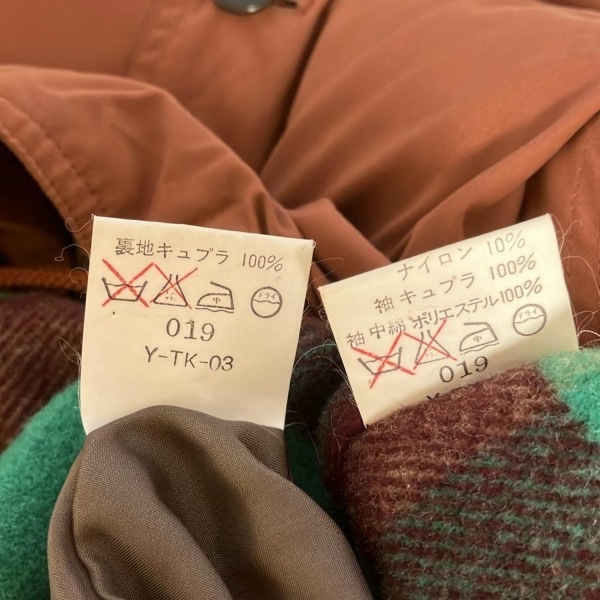 裏地キュプラ 100%
中 ドライ
019
Y-TK-03
ナイロン 10%
袖キュプラ 100%
袖中綿 ポリエステル100%
中 ドライ
019